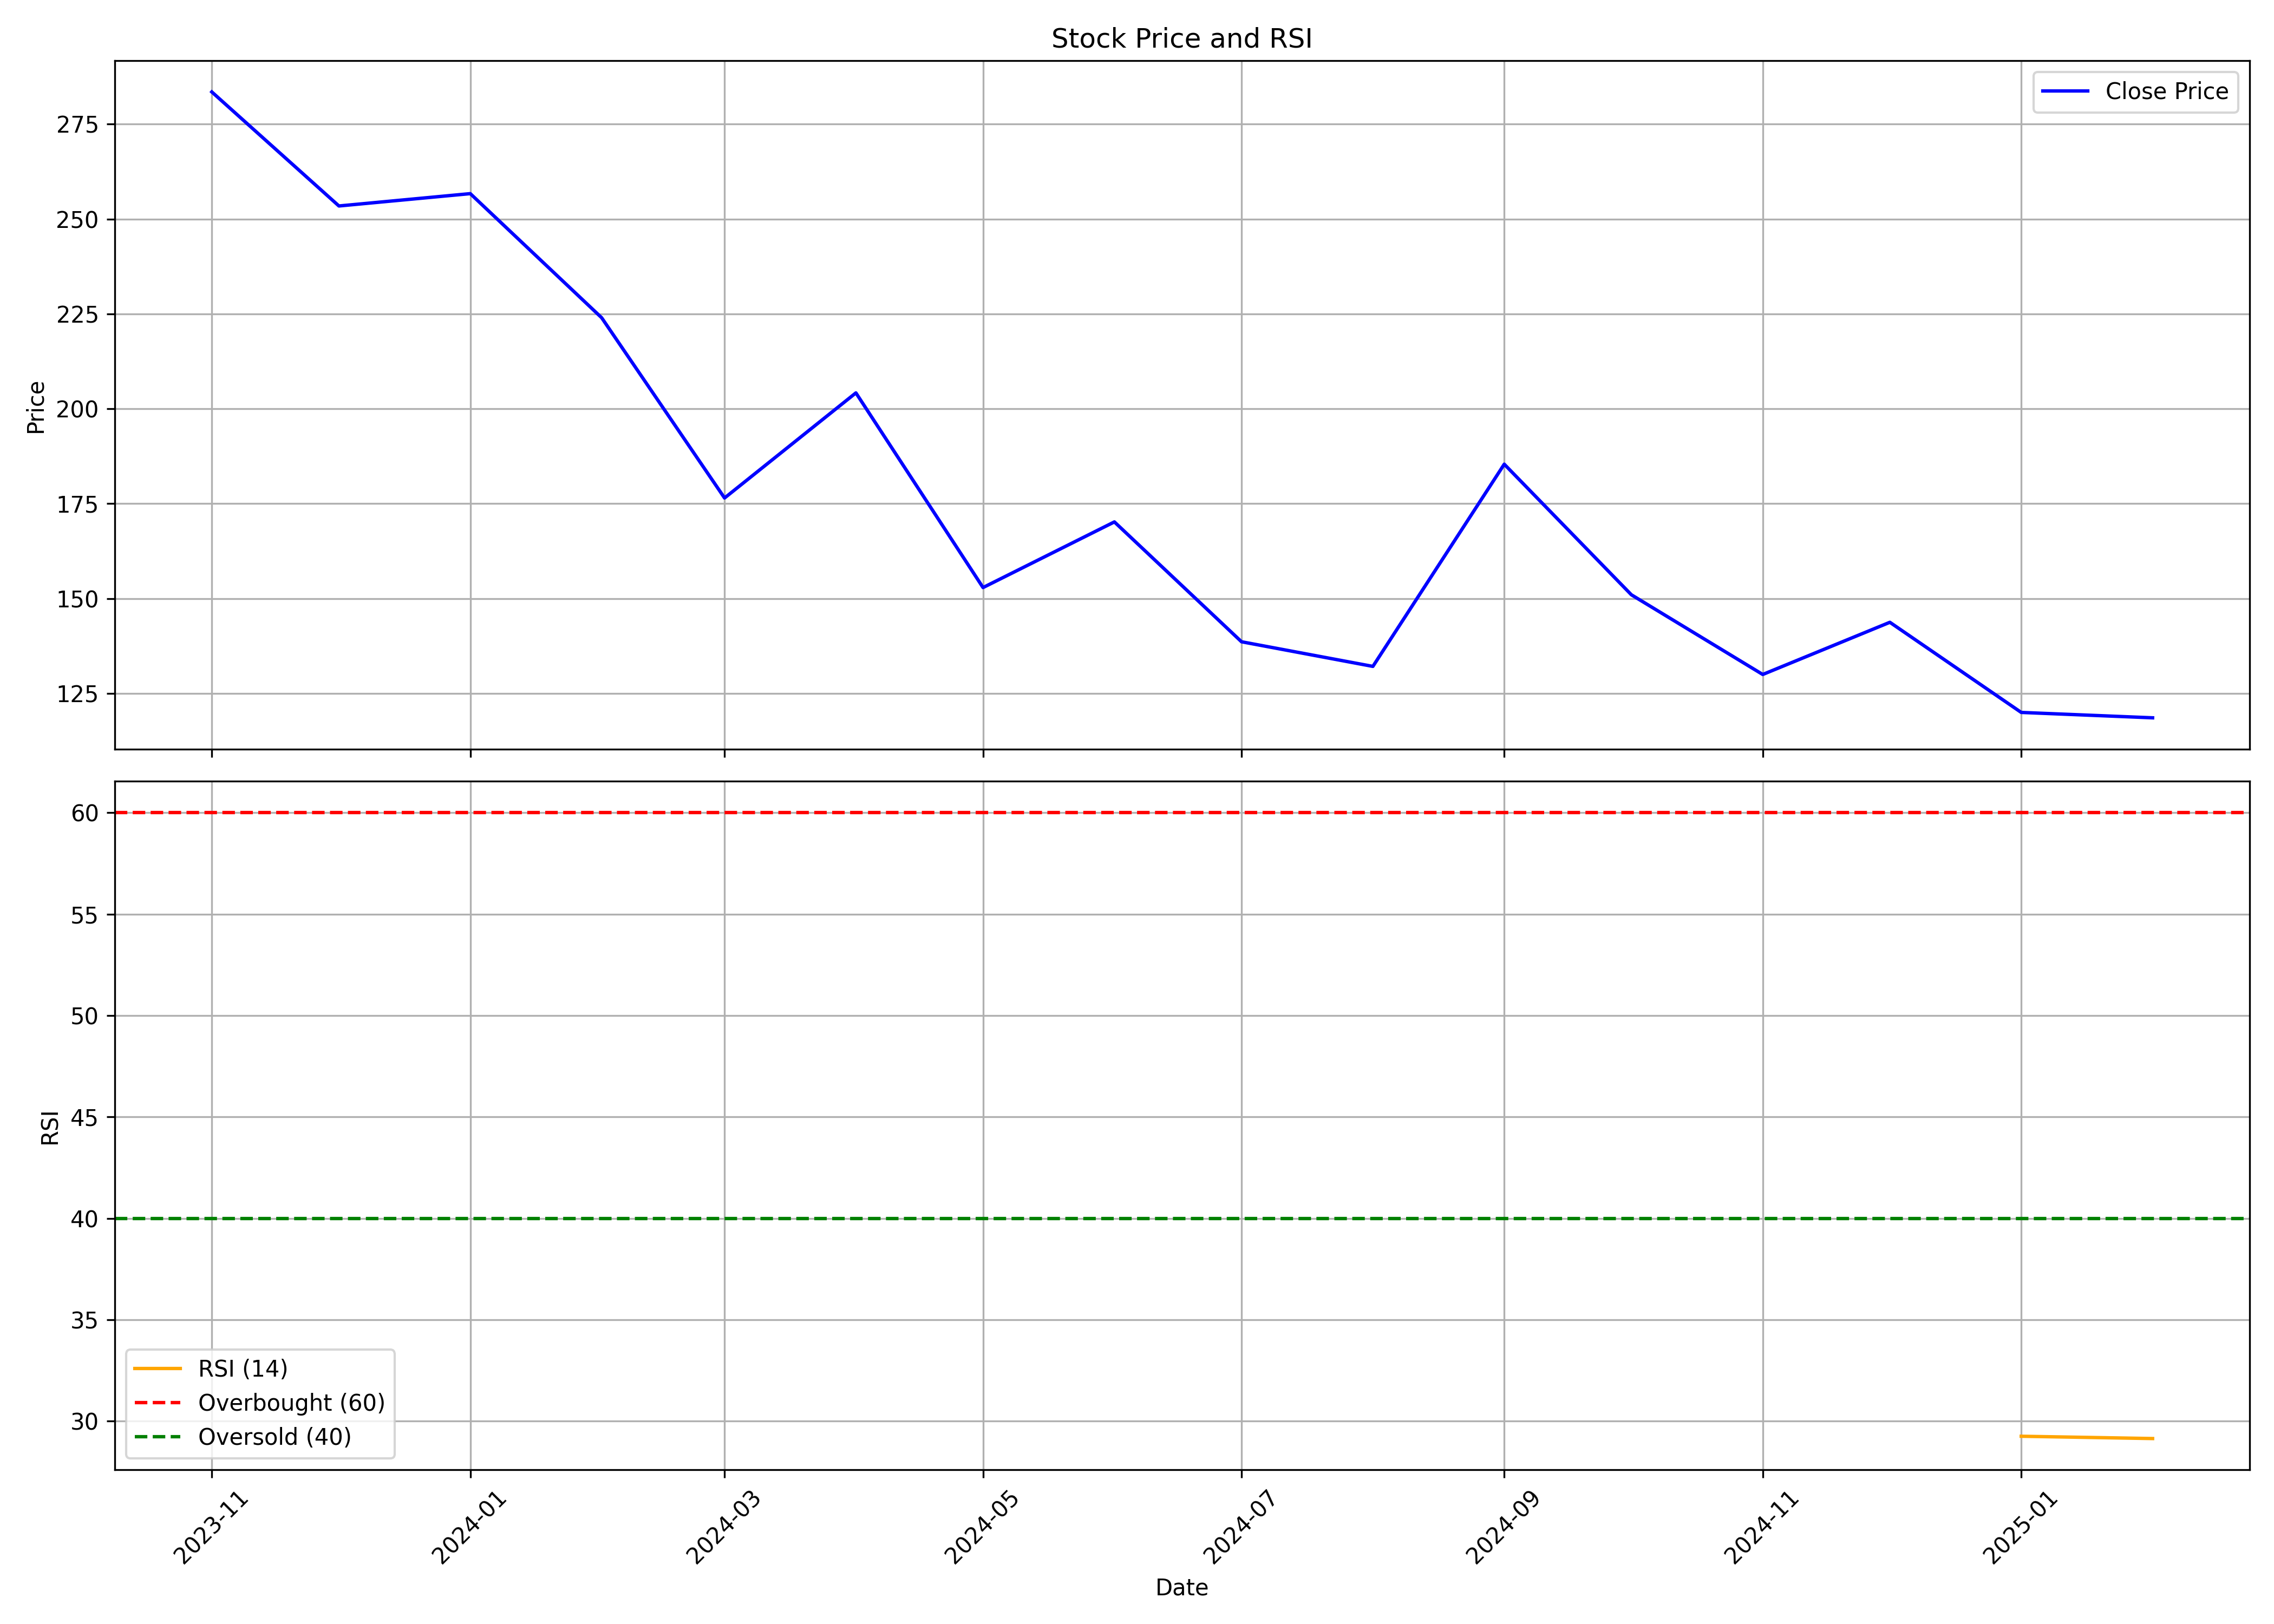 Stock Price and RSI
Close Price
Price
275
250
225
200
175
150
125
RSI
60
55
50
45
40
35
30
RSI (14)
Overbought (60)
Oversold (40)
2023-11
2024-01
2024-03
2024-05
2024-07
2024-09
2024-11
2025-01
Date